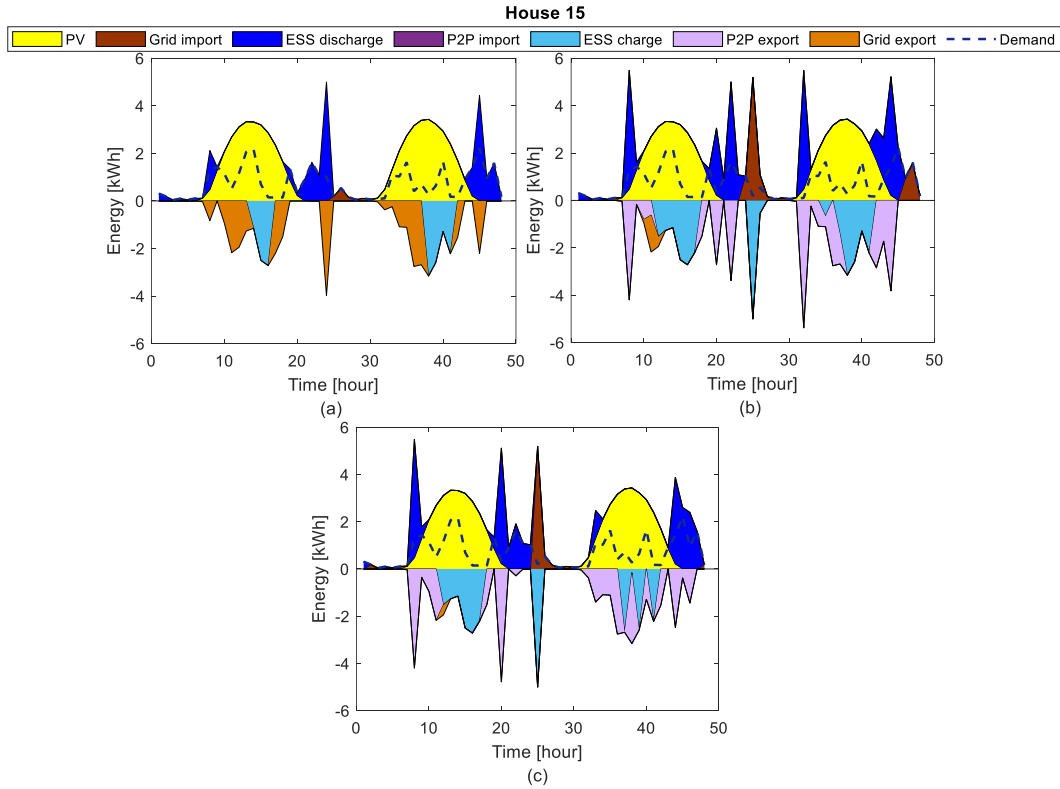 House 15
PV Grid import ESS discharge P2P import ESS charge P2P export Grid export Demand
6
4
2
0
-2
-4
-6
Energy [kWh]
0 10 20 30 40 50
Time [hour]
(a)
6
4
2
0
-2
-4
-6
Energy [kWh]
0 10 20 30 40 50
Time [hour]
(b)
6
4
2
0
-2
-4
-6
Energy [kWh]
0 10 20 30 40 50
Time [hour]
(c)